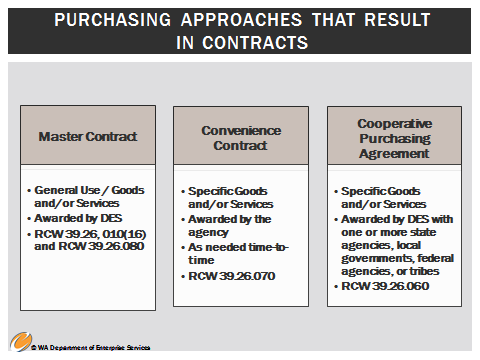 PURCHASING APPROACHES THAT RESULT
IN CONTRACTS
Master Contract
• General Use/ Goods
and/or Services
• Awarded by DES
• RCW 39.26, 010(16)
and RCW 39.26.080
Convenience
Contract
• Specific Goods
and/or Services
• Awarded by the
agency
• As needed time-to-
time
• RCW 39.26.070
Cooperative
Purchasing
Agreement
• Specific Goods
and/or Services
• Awarded by DES with
one or more state
agencies, local
governments, federal
agencies, or tribes
• RCW 39.26.060
© WA Department of Enterprise Services